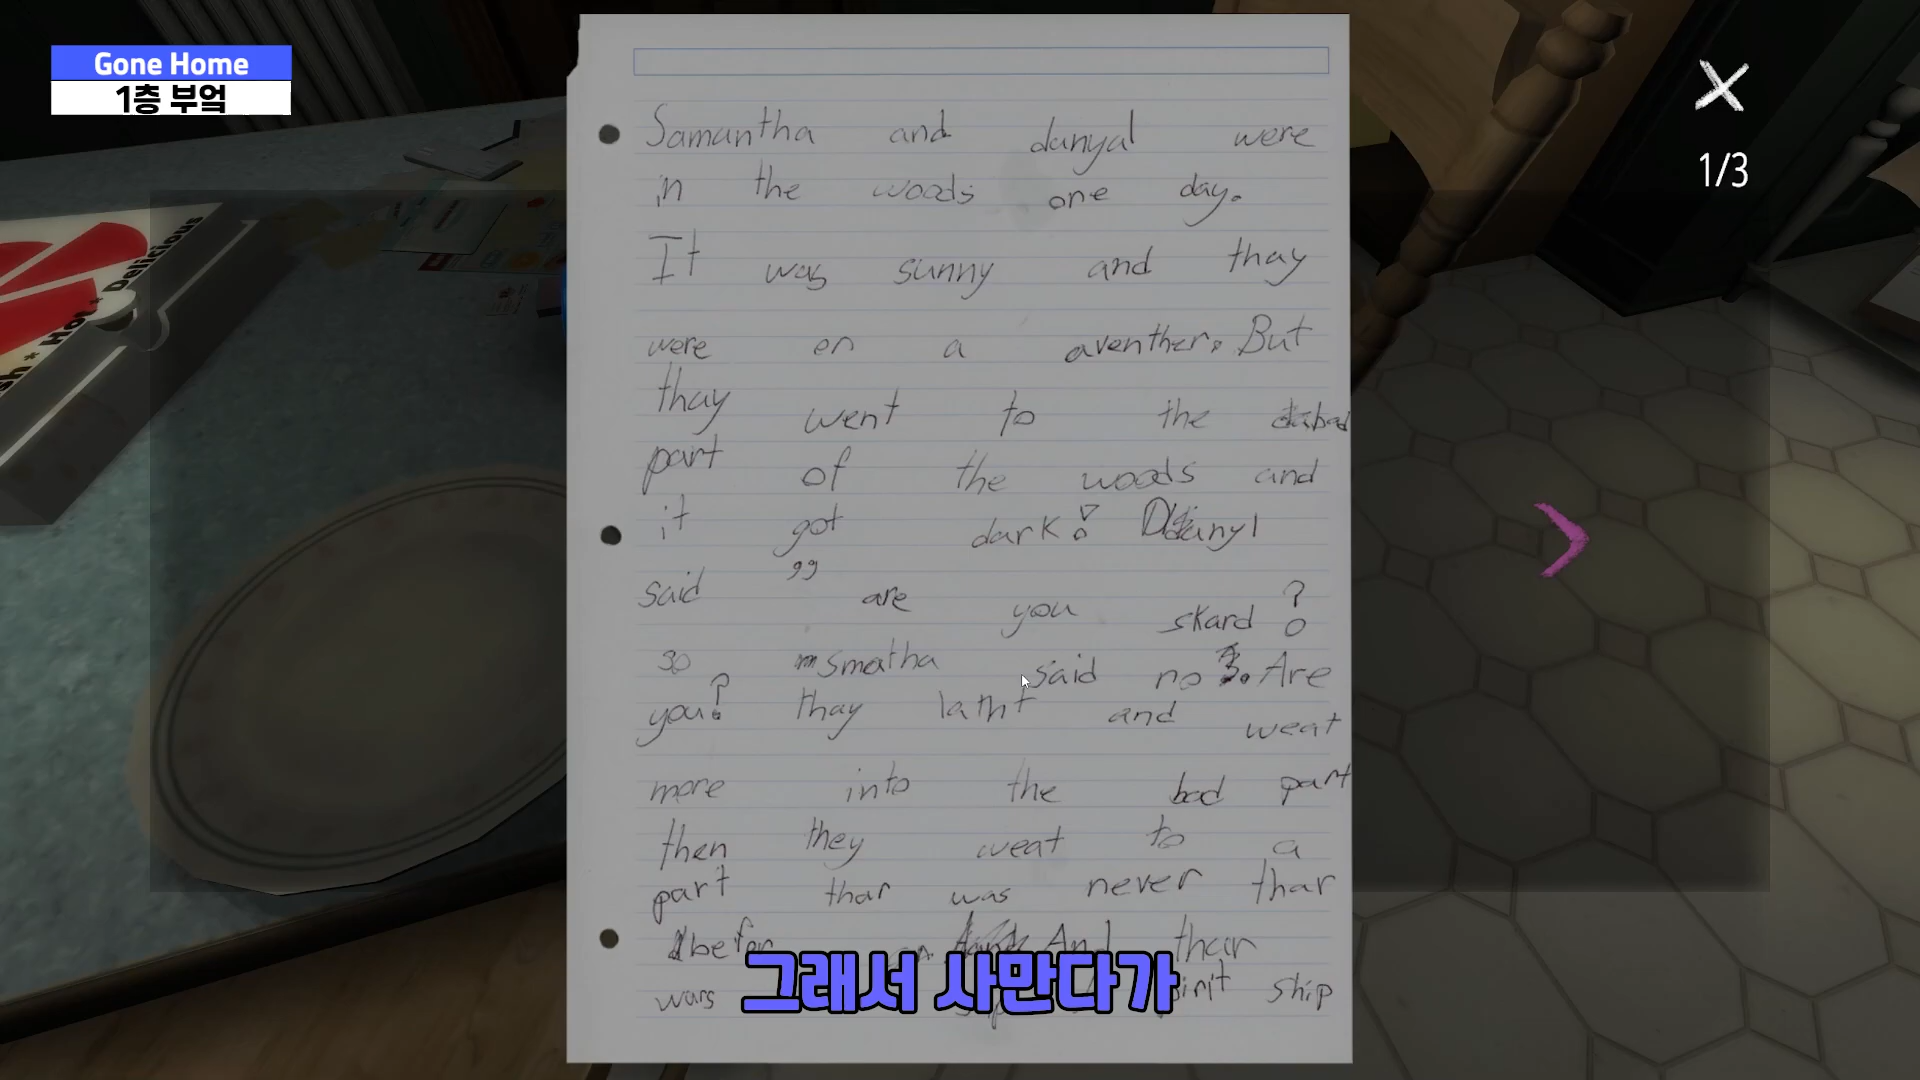 Gone Home
1층 부엌
1/3
* Hot * Delicious
Samantha and danyal were
in the woods one day.
It was sunny and thay
were on a aventher. But
thay went to the bad
part of the woods and
it got dark! Danyl
said " are you skard ?
so smatha said no. Are
you? thay latht and weat
more into the bad part
then they weat to a
part thar was never thar
befor And thar
wars ship
그래서 사만다가